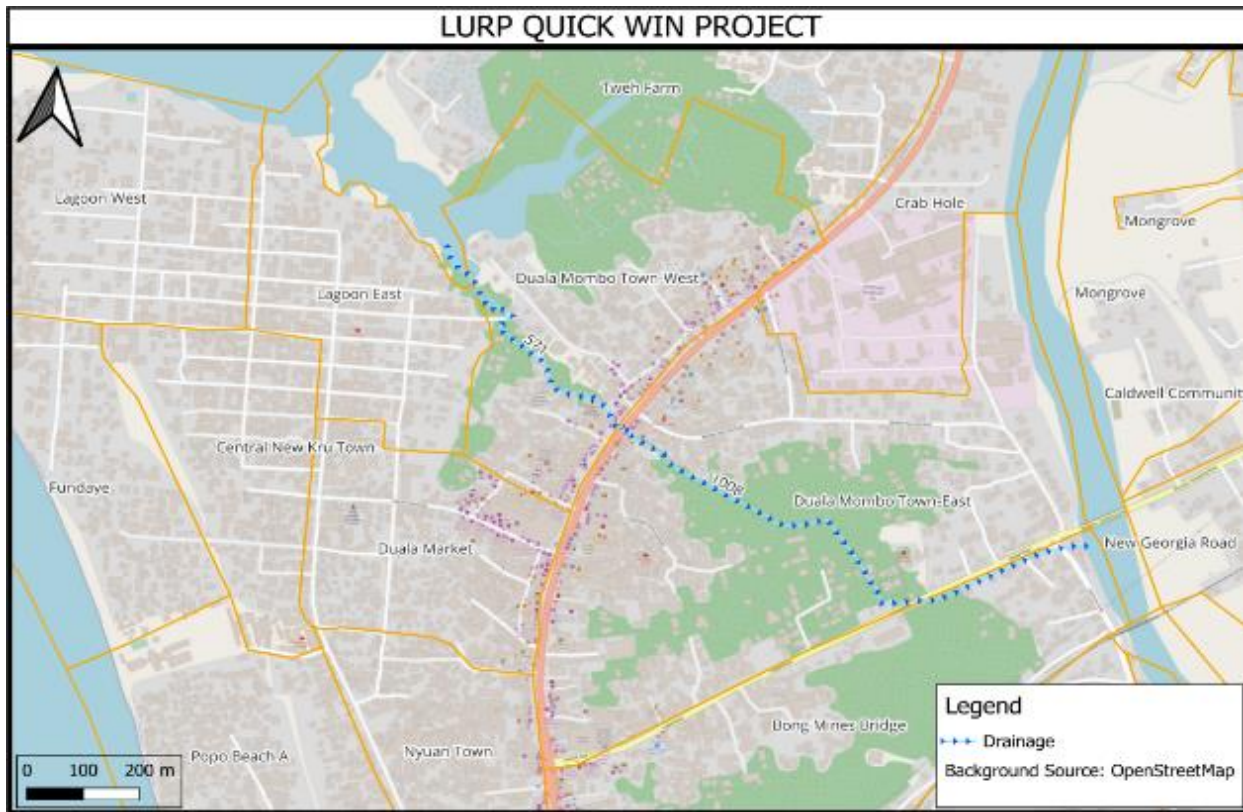 LURP QUICK WIN PROJECT
Tweh Farm
Lagoon West
Crab Hole
Mongrove
Duala Mombo Town-West
Lagoon East
Mongrove
571
Caldwell Communit
Central New Kru Town
Fundaye
1008
Duala Mombo Town-East
Duala Market
New Georgia Road
Legend
Drainage
Background Source: OpenStreetMap
Bong Mines Bridge
Nyuan Town
Popo Beach A
0 100 200 m